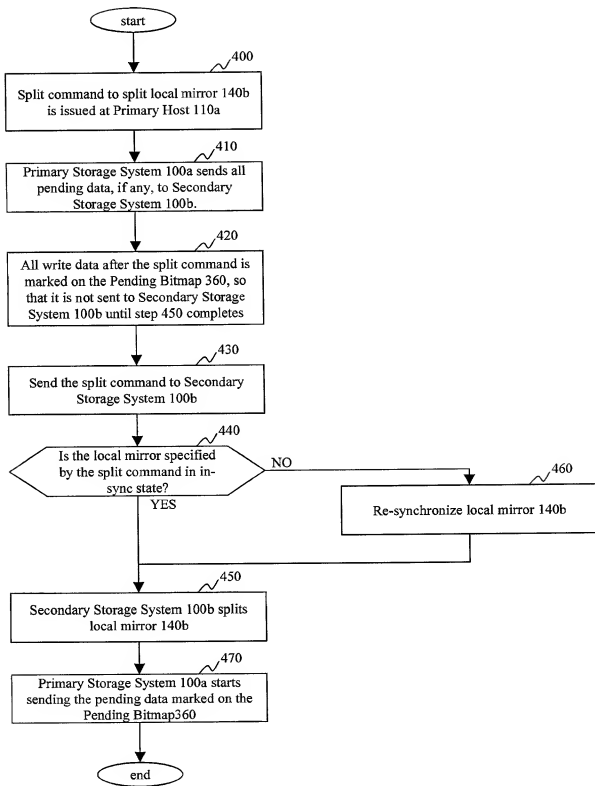 start
400
Split command to split local mirror 140b
is issued at Primary Host 110a
410
Primary Storage System 100a sends all
pending data, if any, to Secondary
Storage System 100b.
420
All write data after the split command is
marked on the Pending Bitmap 360, so
that it is not sent to Secondary Storage
System 100b until step 450 completes
430
Send the split command to Secondary
Storage System 100b
440
Is the local mirror specified
by the split command in in-
sync state?
NO
YES
460
Re-synchronize local mirror 140b
450
Secondary Storage System 100b splits
local mirror 140b
470
Primary Storage System 100a starts
sending the pending data marked on the
Pending Bitmap360
end